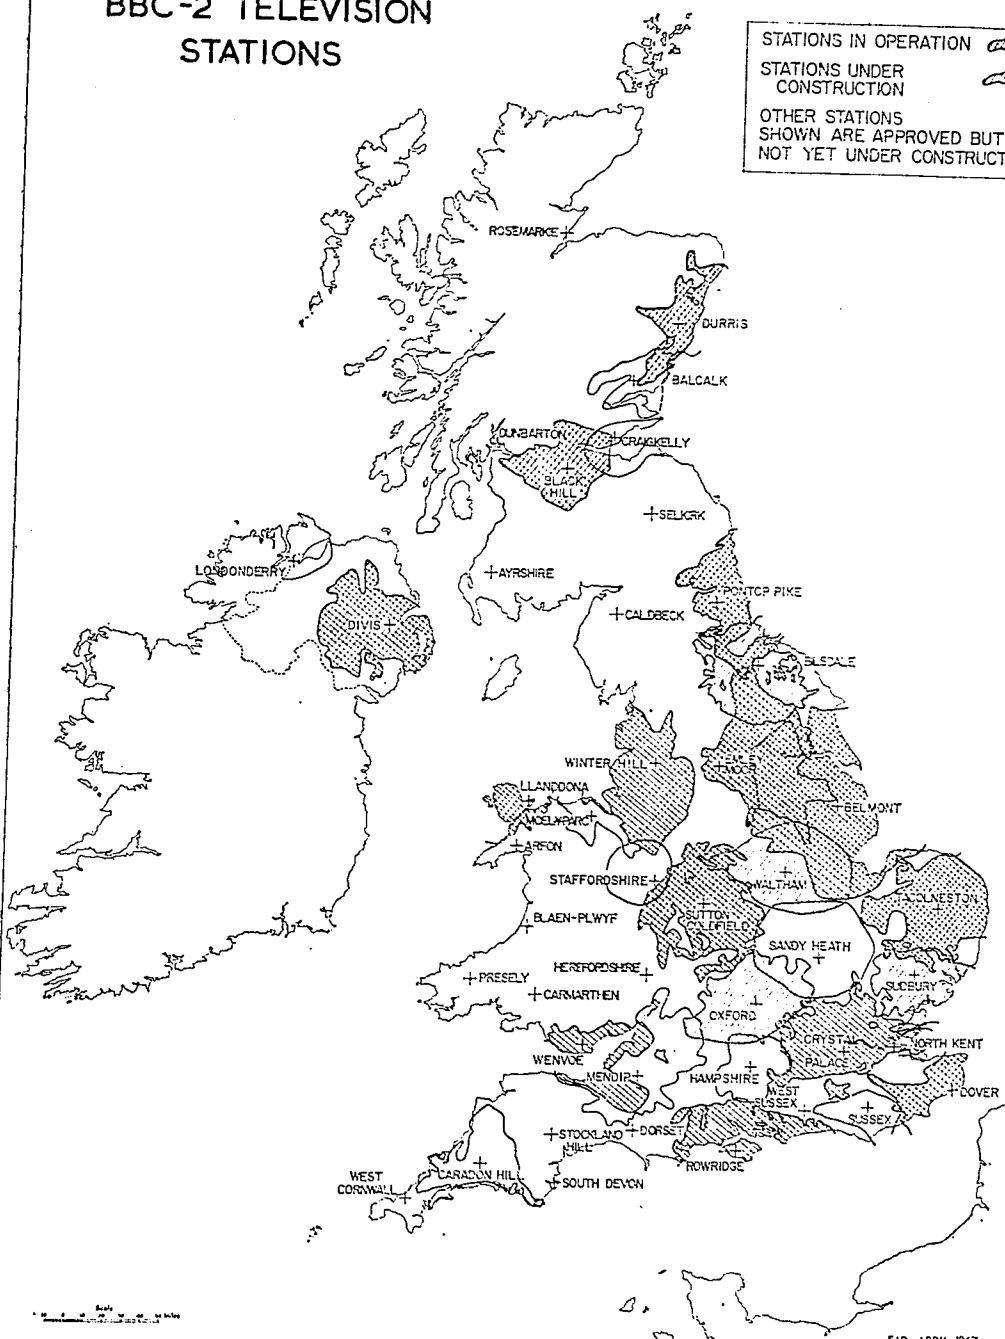 BBC-2 TELEVISION
STATIONS
STATIONS IN OPERATION
STATIONS UNDER
CONSTRUCTION
OTHER STATIONS
SHOWN ARE APPROVED BUT
NOT YET UNDER CONSTRUCT
ROSEMARKIE
DURRIS
BALCALK
DUNBARTON
CRAIGKELLY
BLACK
HILL
SELKIRK
LONDONDERRY
AYRSHIRE
PONTOP PIKE
CALDBECK
DIVIS
BILSDALE
WINTER HILL
MOOR
LLANDDONA
MOEL-Y-PARC
BELMONT
ARFON
STAFFORDSHIRE
WALTHAM
SUTTON
COLDFIELD
BLAEN-PLWYF
SANDY HEATH
HEREFORDSHIRE
PRESELY
CARMARTHEN
SUDBURY
OXFORD
CRYSTAL
PALACE
NORTH KENT
WENVOE
MENDIP
HAMPSHIRE
WEST
SUSSEX
DOVER
SUSSEX
STOCKLAND
HILL
DORSET
ROWRIDGE
CARADON HILL
WEST
CORNWALL
SOUTH DEVON
Scale